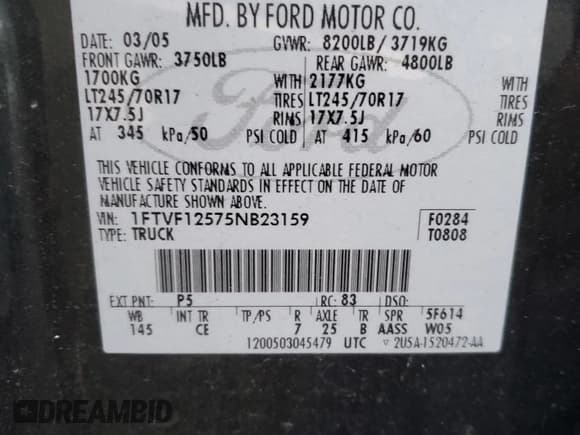 MFD. BY FORD MOTOR CO.
DATE: 03/05 GVWR: 8200LB/ 3719KG
FRONT GAWR: 3750LB REAR GAWR: 4800LB
1700KG WITH 2177KG WITH
LT245/70R17 TIRES LT245/70R17 TIRES
17X7.5J RIMS 17X7.5J RIMS
AT 345 kPa/50 PSI COLD AT 415 kPa/60 PSI COLD
THIS VEHICLE CONFORMS TO ALL APPLICABLE FEDERAL MOTOR
VEHICLE SAFETY STANDARDS IN EFFECT ON THE DATE OF
MANUFACTURE SHOWN ABOVE.
VIN: 1FTVF12575NB23159 F0284
TYPE: TRUCK T0808
EXT PNT: P5 RC: 83 DSO:
WB INT TR TP/PS R AXLE TR SPR 5F614
145 CE 7 25 B AASS W05
1200503045479 UTC ▽ 2U5A-1520472-AA
Ford
DREAMBID